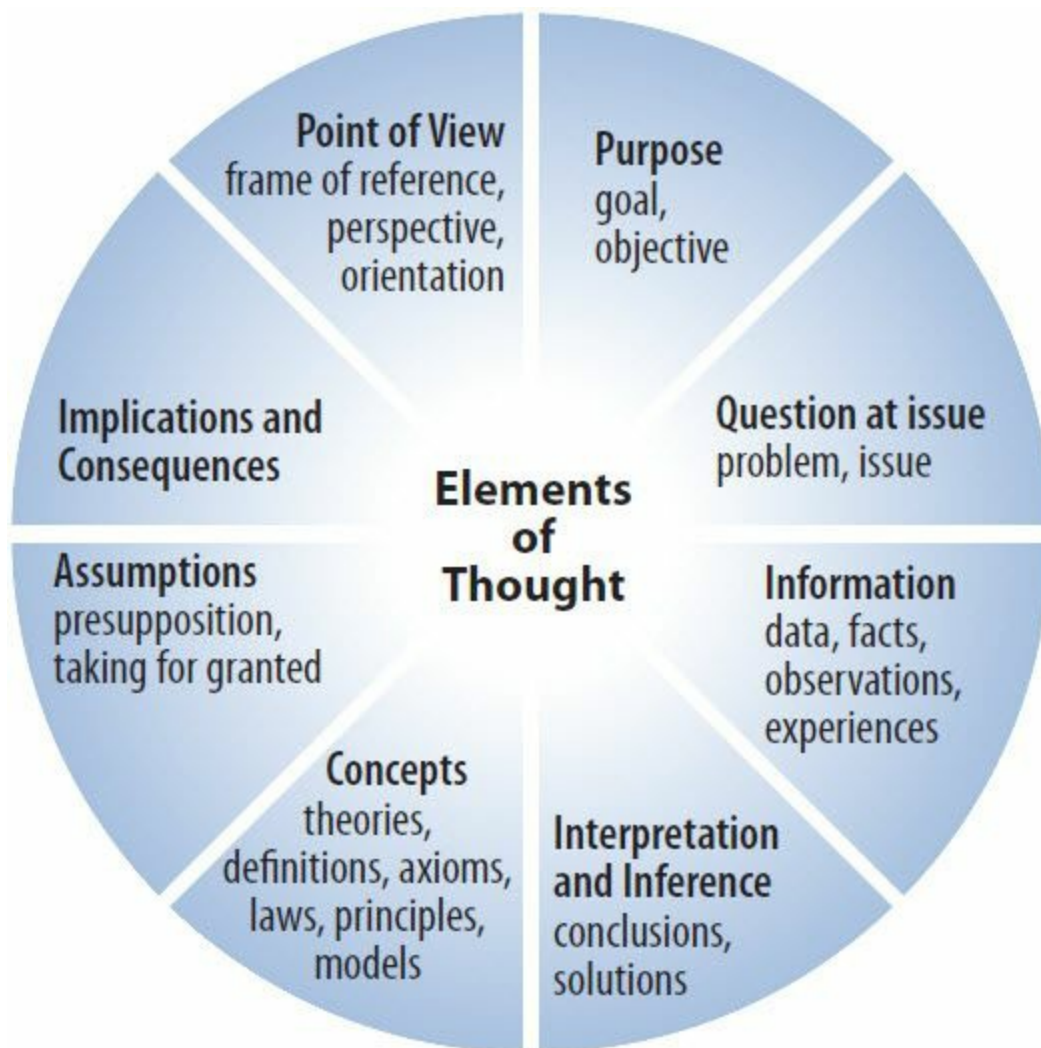 Point of View
frame of reference,
perspective,
orientation
Purpose
goal,
objective
Question at issue
problem, issue
Information
data, facts,
observations,
experiences
Interpretation
and Inference
conclusions,
solutions
Concepts
theories,
definitions, axioms,
laws, principles,
models
Assumptions
presupposition,
taking for granted
Implications and
Consequences
Elements
of
Thought